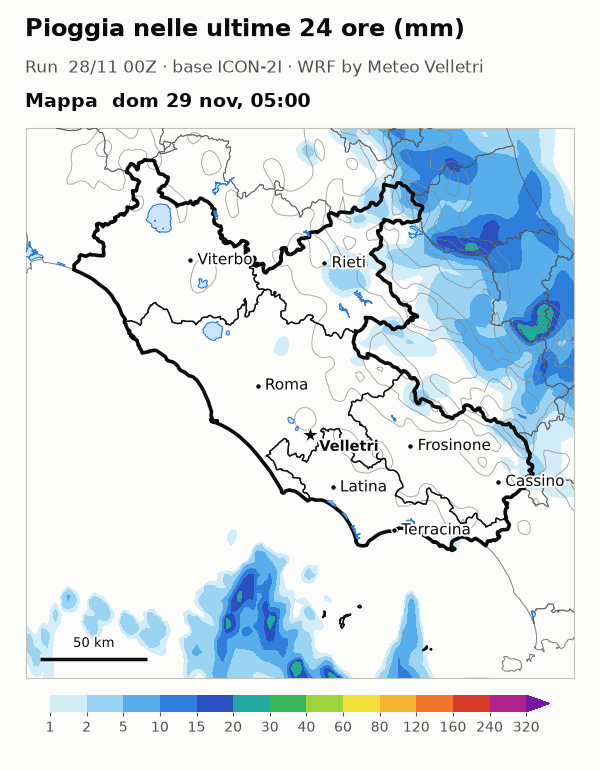 Pioggia nelle ultime 24 ore (mm)
Run  28/11 00Z · base ICON-2I · WRF by Meteo Velletri
Mappa  dom 29 nov, 05:00
Viterbo
Rieti
Roma
Velletri
Frosinone
Latina
Cassino
Terracina
50 km
1 2 5 10 15 20 30 40 60 80 120 160 240 320